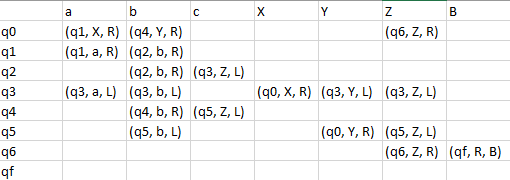 a b c X Y Z B
q0 (q1, X, R) (q4, Y, R) (q6, Z, R)
q1 (q1, a, R) (q2, b, R)
q2 (q2, b, R) (q3, Z, L)
q3 (q3, a, L) (q3, b, L) (q0, X, R) (q3, Y, L) (q3, Z, L)
q4 (q4, b, R) (q5, Z, L)
q5 (q5, b, L) (q0, Y, R) (q5, Z, L)
q6 (q6, Z, R) (qf, R, B)
qf